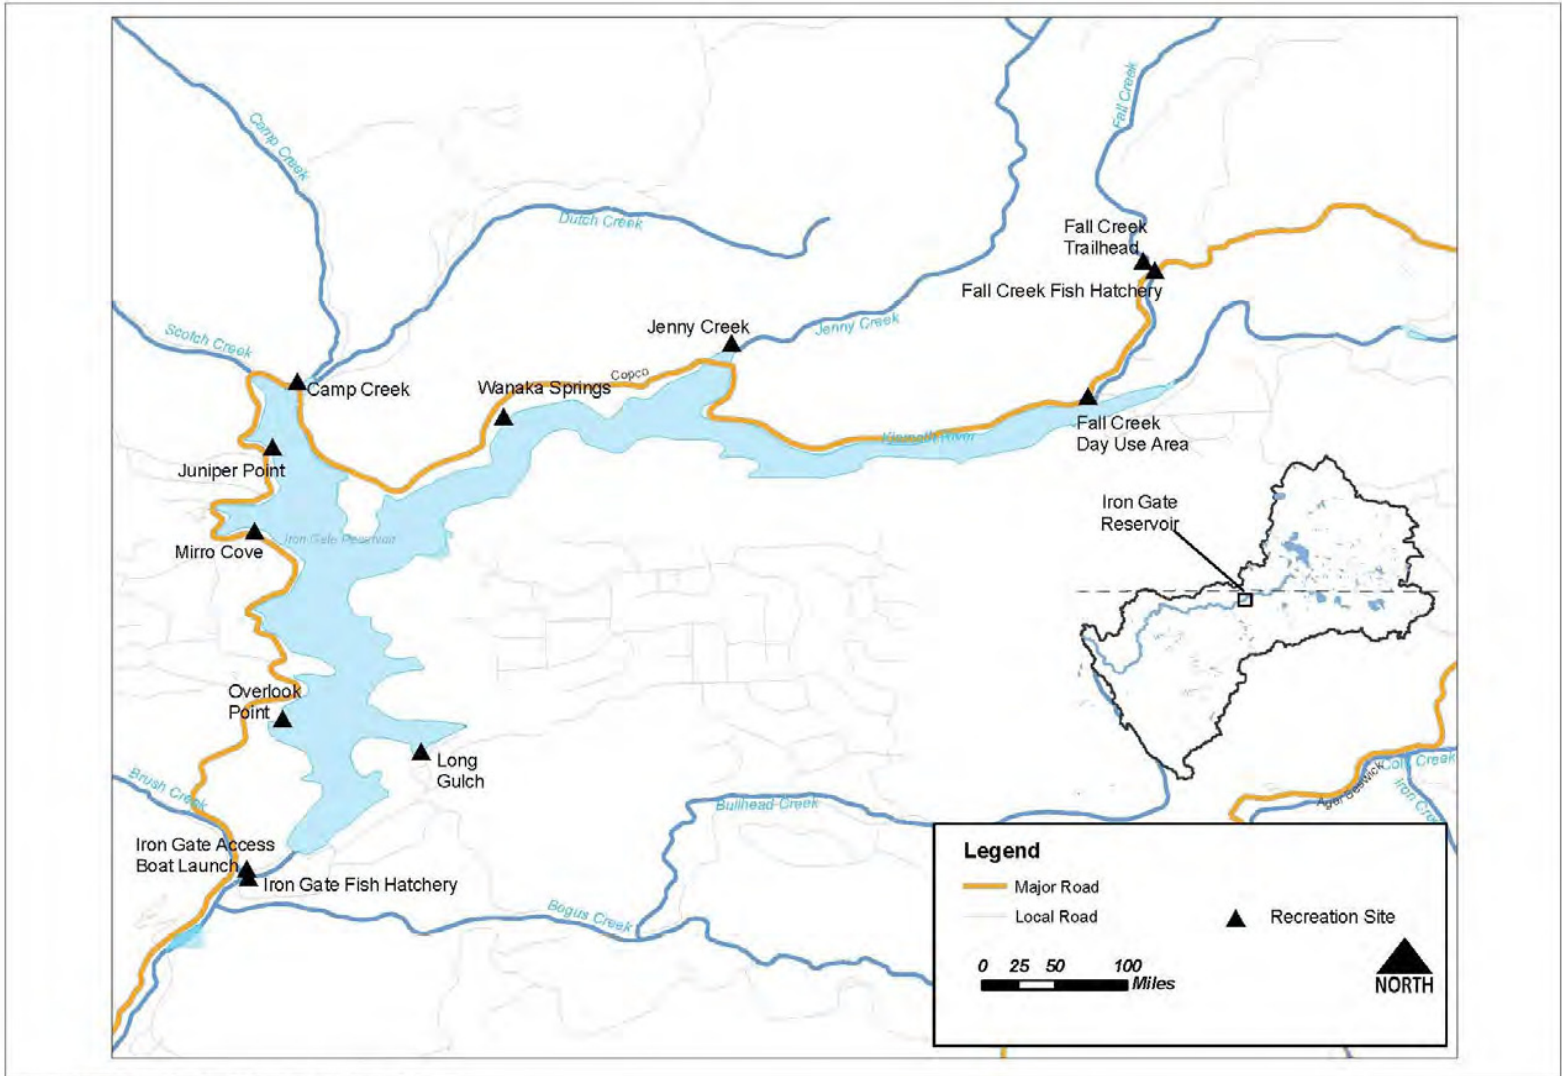 Fall Creek
Camp Creek
Dutch Creek
Fall Creek
Trailhead
Fall Creek Fish Hatchery
Jenny Creek
Jenny Creek
Scotch Creek
Camp Creek
Copco
Wanaka Springs
Klamath River
Fall Creek
Day Use Area
Juniper Point
Iron Gate
Reservoir
Mirro Cove
Iron Gate Reservoir
Overlook
Point
Long
Gulch
Brush Creek
Bullhead Creek
Agar Beswick
Iron Gate Access
Boat Launch
Iron Gate Fish Hatchery
Bogus Creek
Legend
Major Road
Local Road
Recreation Site
0 25 50 100
Miles
NORTH